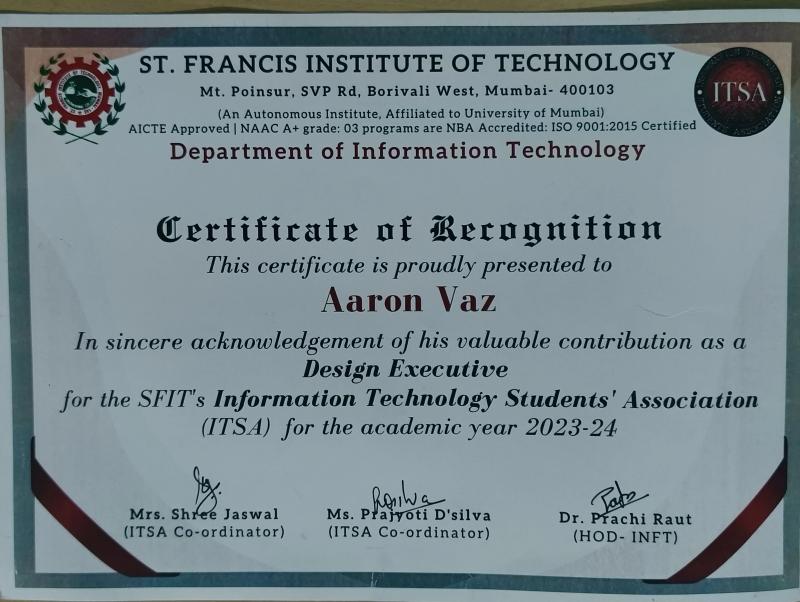 ST. FRANCIS INSTITUTE OF TECHNOLOGY
Mt. Poinsur, SVP Rd, Borivali West, Mumbai- 400103
(An Autonomous Institute, Affiliated to University of Mumbai)
AICTE Approved | NAAC A+ grade: 03 programs are NBA Accredited: ISO 9001:2015 Certified
Department of Information Technology
ITSA
Certificate of Recognition
This certificate is proudly presented to
Aaron Vaz
In sincere acknowledgement of his valuable contribution as a
Design Executive
for the SFIT's Information Technology Students' Association
(ITSA) for the academic year 2023-24
Mrs. Shree Jaswal
(ITSA Co-ordinator)
Ms. Prajyoti D'silva
(ITSA Co-ordinator)
Dr. Prachi Raut
(HOD- INFT)